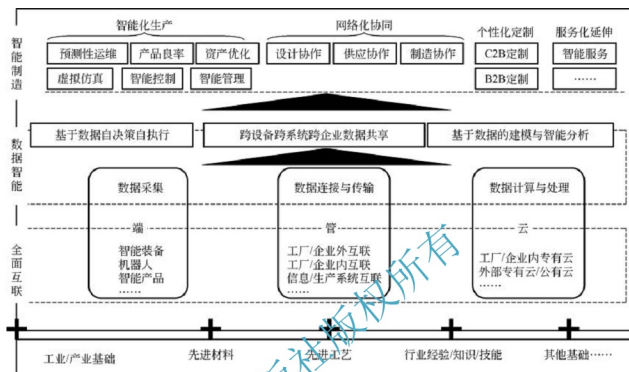 智能制造
智能化生产
网络化协同
个性化定制
服务化延伸
预测性运维
产品良率
资产优化
设计协作
供应协作
制造协作
C2B定制
智能服务
虚拟仿真
智能控制
智能管理
B2B定制
……
数据智能
基于数据自决策自执行
跨设备跨系统跨企业数据共享
基于数据的建模与智能分析
数据采集
数据连接与传输
数据计算与处理
全面互联
端
管
云
智能装备
机器人
智能产品
……
工厂/企业外互联
工厂/企业内互联
信息/生产系统互联
……
工厂/企业内专有云
外部专有云/公有云
……
工业/产业基础
先进材料
先进工艺
行业经验/知识/技能
其他基础……
社版权所有